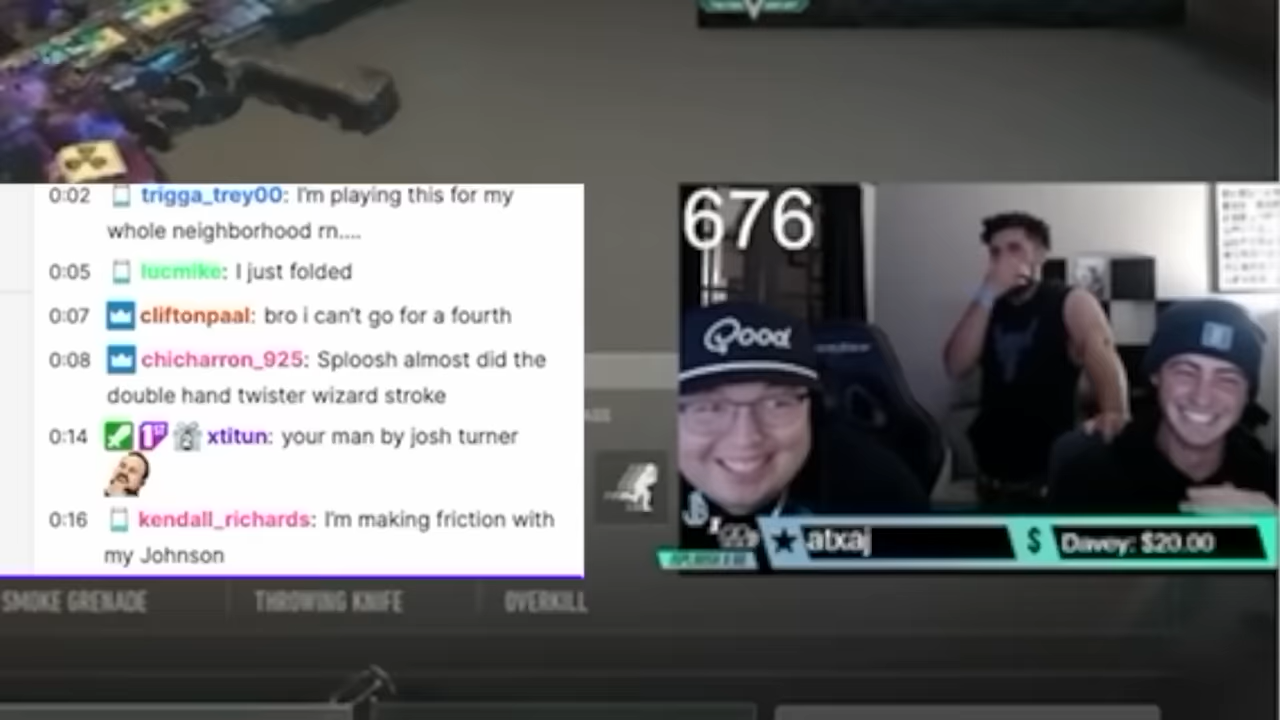 0:02 trigga_trey00: I'm playing this for my
whole neighborhood rn....
0:05 lucmike: I just folded
0:07 cliftonpaal: bro i can't go for a fourth
0:08 chicharron_925: Sploosh almost did the
double hand twister wizard stroke
0:14 1ST xtitun: your man by josh turner
0:16 kendall_richards: I'm making friction with
my Johnson
676
Good
atxaj $ Davey: $20.00
SMOKE GRENADE THROWING KNIFE OVERKILL